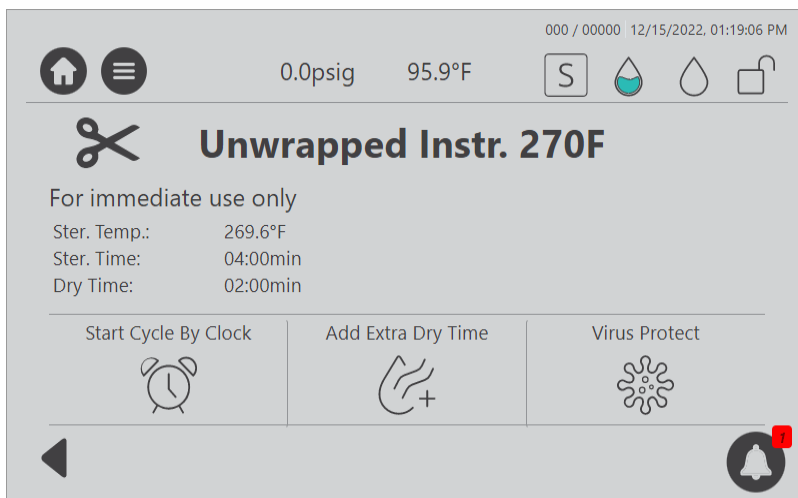 000 / 00000 12/15/2022, 01:19:06 PM
0.0psig 95.9°F S
Unwrapped Instr. 270F
For immediate use only
Ster. Temp.: 269.6°F
Ster. Time: 04:00min
Dry Time: 02:00min
Start Cycle By Clock Add Extra Dry Time Virus Protect
1